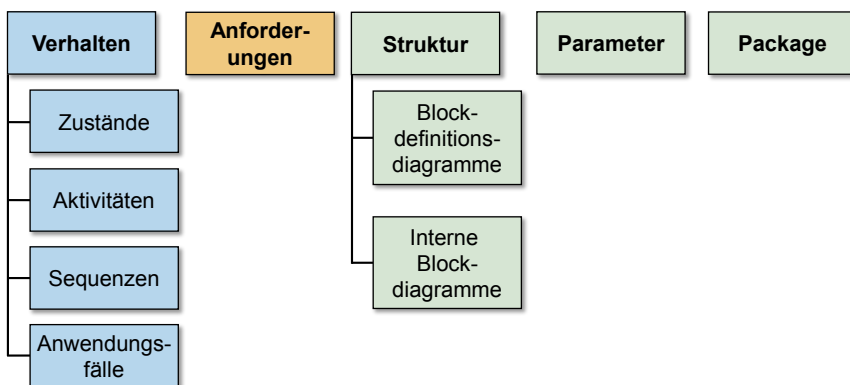 Verhalten
Anforder-
ungen
Struktur
Parameter
Package
Zustände
Aktivitäten
Sequenzen
Anwendungs-
fälle
Block-
definitions-
diagramme
Interne
Block-
diagramme